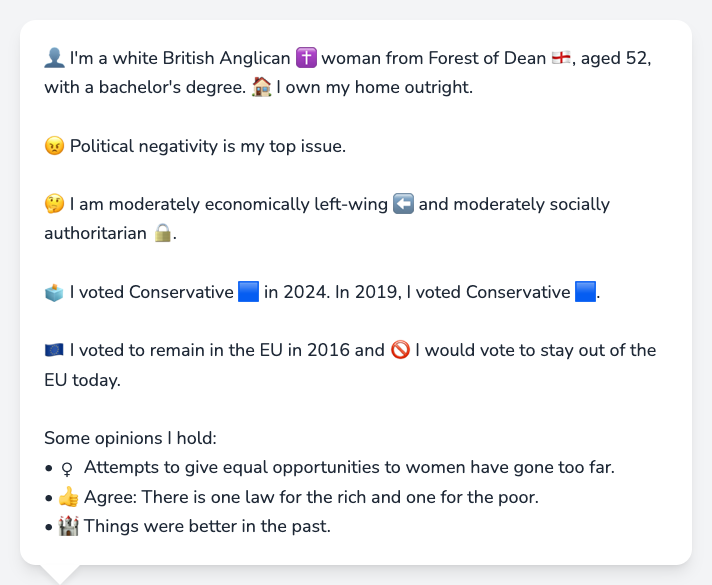 👤 I'm a white British Anglican ✝️ woman from Forest of Dean 🏴󠁧󠁢󠁥󠁮󠁧󠁿, aged 52,
with a bachelor's degree. 🏠 I own my home outright.
😠 Political negativity is my top issue.
🤔 I am moderately economically left-wing ⬅️ and moderately socially
authoritarian 🔒.
🗳️ I voted Conservative 🟦 in 2024. In 2019, I voted Conservative 🟦.
🇪🇺 I voted to remain in the EU in 2016 and 🚫 I would vote to stay out of the
EU today.
Some opinions I hold:
• ♀ Attempts to give equal opportunities to women have gone too far.
• 👍 Agree: There is one law for the rich and one for the poor.
• 🏰 Things were better in the past.